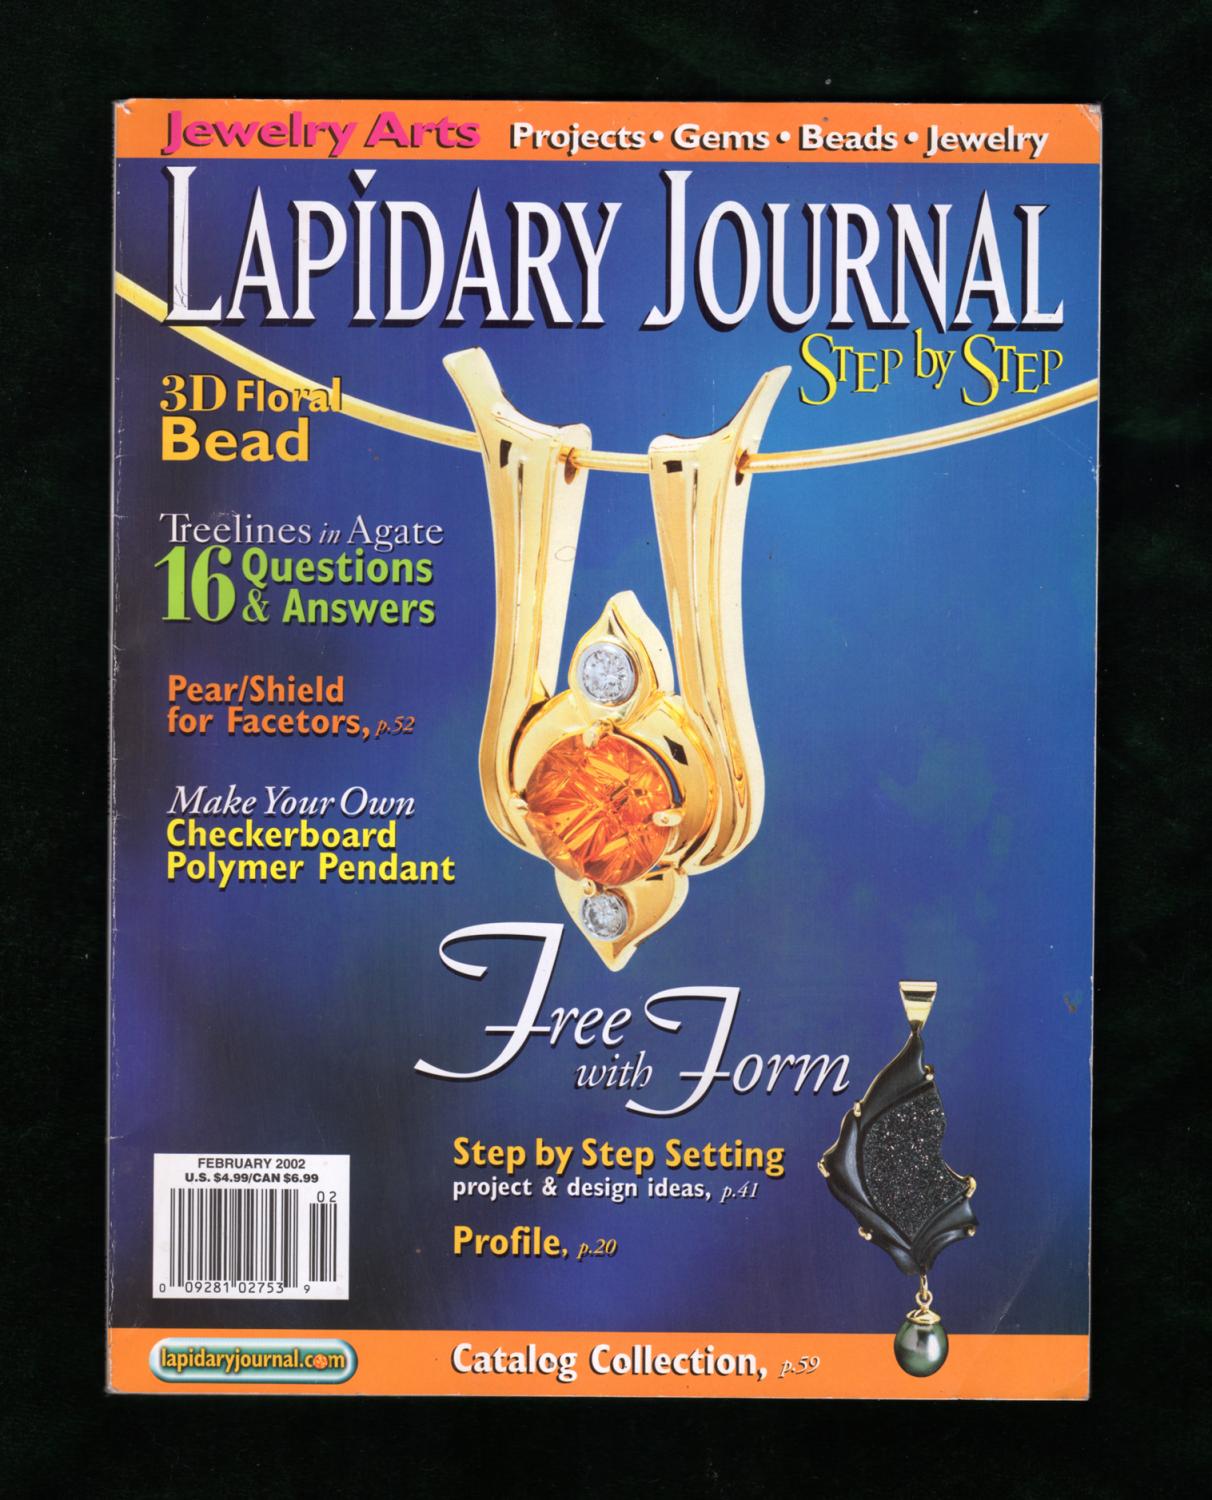 Jewelry Arts Projects • Gems • Beads • Jewelry
LAPIDARY JOURNAL
STEP by STEP
3D Floral
Bead
Treelines in Agate
16 Questions
& Answers
Pear/Shield
for Facetors, p.52
Make Your Own
Checkerboard
Polymer Pendant
Free
with Form
Step by Step Setting
project & design ideas, p.41
Profile, p.20
FEBRUARY 2002
U.S. $4.99/CAN $6.99
02
0 09281 02753 9
lapidaryjournal.com
Catalog Collection, p.59